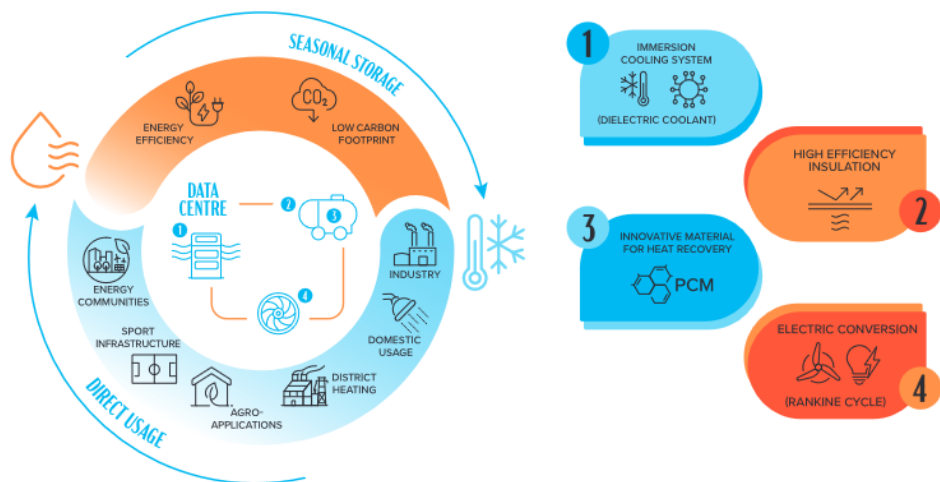 SEASONAL STORAGE
ENERGY
EFFICIENCY
CO₂
LOW CARBON
FOOTPRINT
DATA
CENTRE
1
2
3
4
INDUSTRY
DOMESTIC
USAGE
DISTRICT
HEATING
AGRO-
APPLICATIONS
SPORT
INFRASTRUCTURE
ENERGY
COMMUNITIES
DIRECT USAGE
1
IMMERSION
COOLING SYSTEM
(DIELECTRIC COOLANT)
HIGH EFFICIENCY
INSULATION
2
3
INNOVATIVE MATERIAL
FOR HEAT RECOVERY
PCM
ELECTRIC CONVERSION
(RANKINE CYCLE)
4